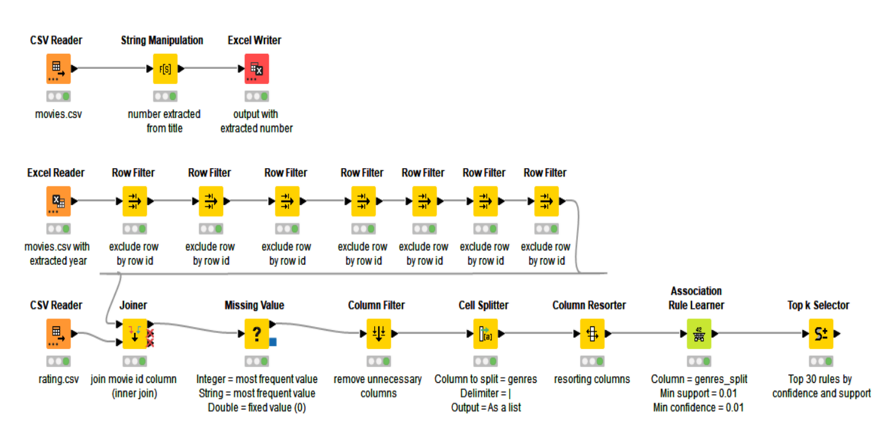 CSV Reader String Manipulation Excel Writer
movies.csv number extracted output with
from title extracted number
Excel Reader Row Filter Row Filter Row Filter Row Filter Row Filter Row Filter Row Filter
movies.csv with exclude row exclude row exclude row exclude row exclude row exclude row exclude row
extracted year by row id by row id by row id by row id by row id by row id by row id
Association
CSV Reader Joiner Missing Value Column Filter Cell Splitter Column Resorter Rule Learner Top k Selector
rating.csv join movie id column Integer = most frequent value remove unnecessary Column to split = genres resorting columns Column = genres_split Top 30 rules by
(inner join) String = most frequent value columns Delimiter = | Min support = 0.01 confidence and support
Double = fixed value (0) Output = As a list Min confidence = 0.01